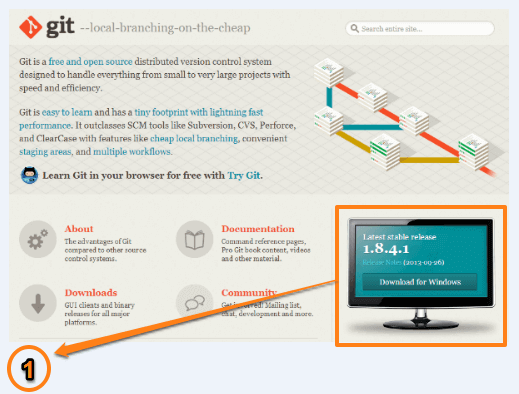 git --local-branching-on-the-cheap
Search entire site...
Git is a free and open source distributed version control system
designed to handle everything from small to very large projects with
speed and efficiency.
Git is easy to learn and has a tiny footprint with lightning fast
performance. It outclasses SCM tools like Subversion, CVS, Perforce,
and ClearCase with features like cheap local branching, convenient
staging areas, and multiple workflows.
Learn Git in your browser for free with Try Git.
About
The advantages of Git
compared to other source
control systems.
Documentation
Command reference pages,
Pro Git book content, videos
and other material.
Downloads
GUI clients and binary
releases for all major
platforms.
Community
Get involved! Mailing list,
chat, development and more.
Latest stable release
1.8.4.1
Release Notes (2013-09-26)
Download for Windows
1